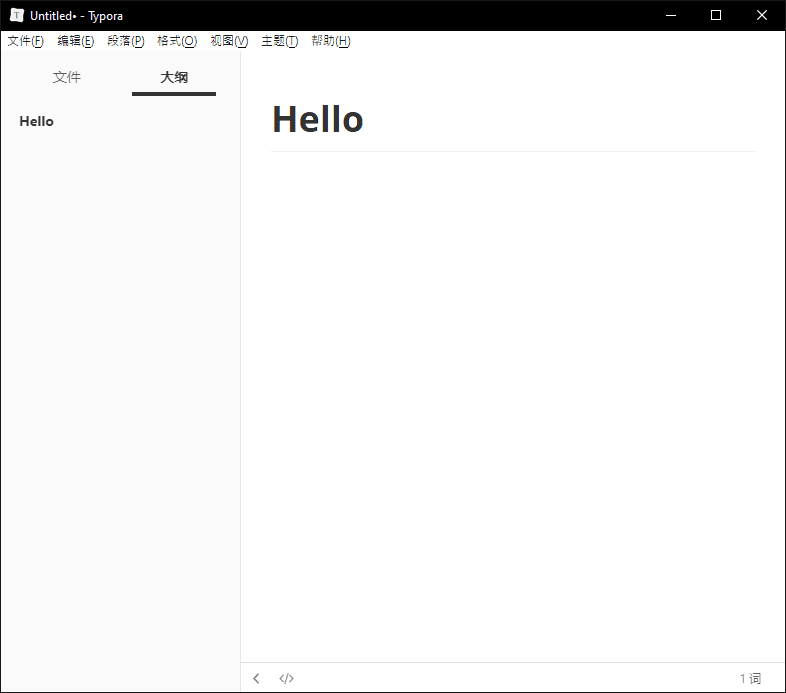 Untitled• - Typora
文件(F) 编辑(E) 段落(P) 格式(O) 视图(V) 主题(T) 帮助(H)
文件 大纲
Hello
Hello
</> 1 词